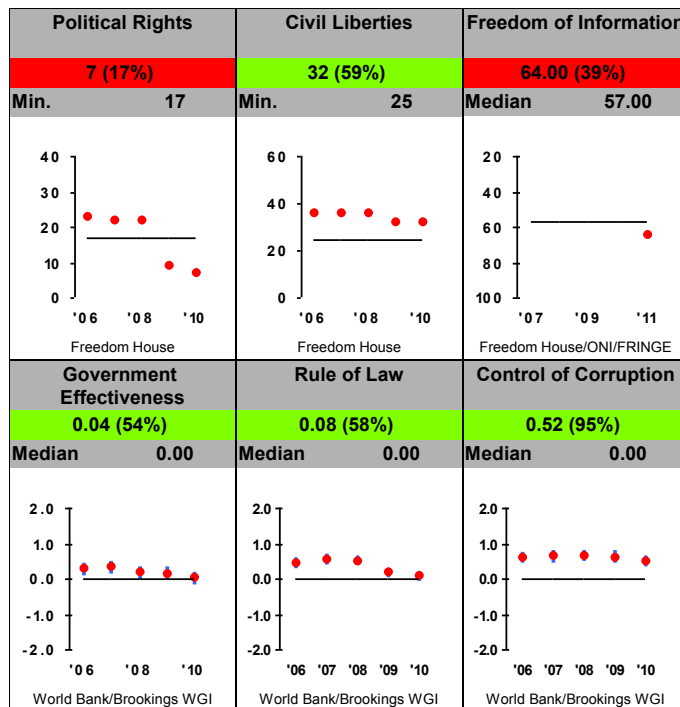 Political Rights
7 (17%)
Min. 17
40
30
20
10
0
'06 '08 '10
Freedom House
Civil Liberties
32 (59%)
Min. 25
60
40
20
0
'06 '08 '10
Freedom House
Freedom of Information
64.00 (39%)
Median 57.00
20
40
60
80
100
'07 '09 '11
Freedom House/ONI/FRINGE
Government
Effectiveness
0.04 (54%)
Median 0.00
2.0
1.0
0.0
-1.0
-2.0
'06 '08 '10
World Bank/Brookings WGI
Rule of Law
0.08 (58%)
Median 0.00
2.0
1.0
0.0
-1.0
-2.0
'06 '07 '08 '09 '10
World Bank/Brookings WGI
Control of Corruption
0.52 (95%)
Median 0.00
2.0
1.0
0.0
-1.0
-2.0
'06 '07 '08 '09 '10
World Bank/Brookings WGI